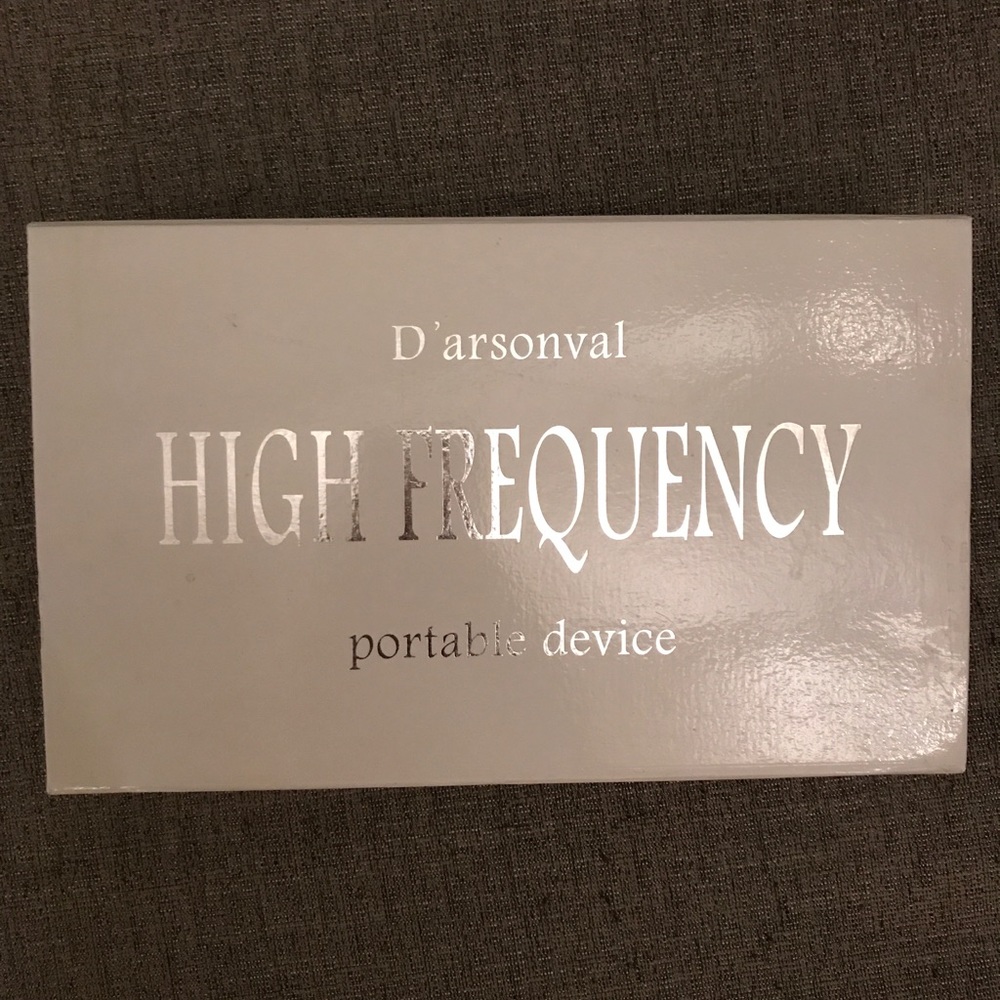 D'arsonval
HIGH FREQUENCY
portable device